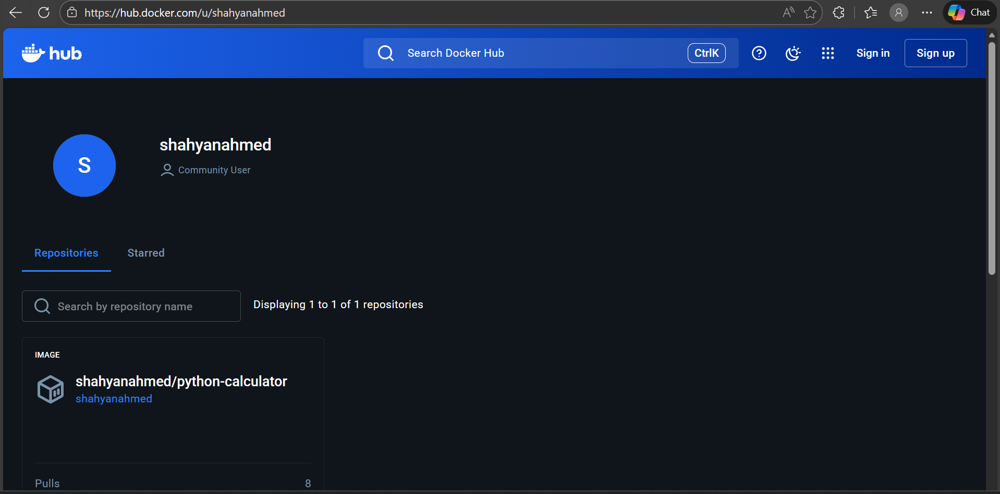 https://hub.docker.com/u/shahyanahmed
Chat
hub
Search Docker Hub
CtrlK
Sign in
Sign up
S
shahyanahmed
Community User
Repositories
Starred
Search by repository name
Displaying 1 to 1 of 1 repositories
IMAGE
shahyanahmed/python-calculator
shahyanahmed
Pulls
8